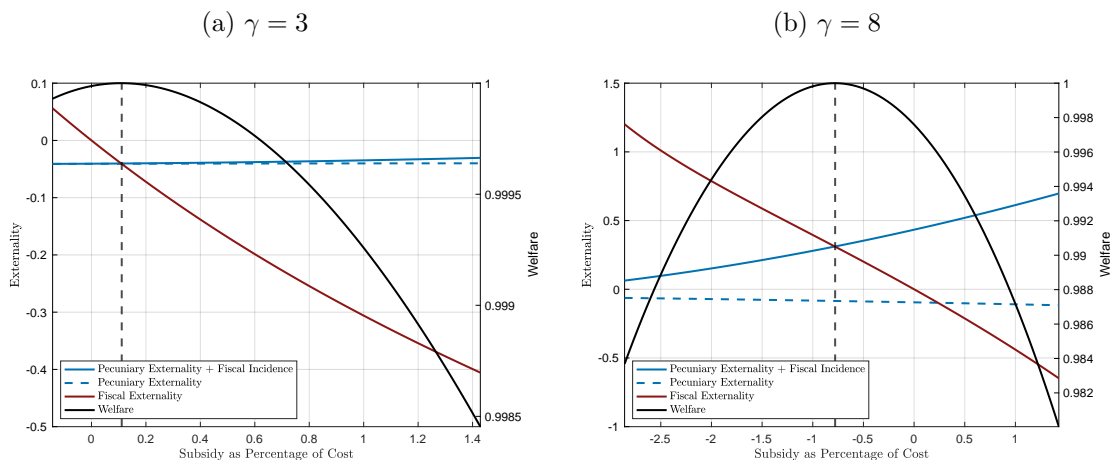 (a) γ = 3
0.1
0
-0.1
-0.2
-0.3
-0.4
-0.5
Externality
1
0.9995
0.999
0.9985
Welfare
Pecuniary Externality + Fiscal Incidence
Pecuniary Externality
Fiscal Externality
Welfare
0 0.2 0.4 0.6 0.8 1 1.2 1.4
Subsidy as Percentage of Cost
(b) γ = 8
1.5
1
0.5
0
-0.5
-1
Externality
1
0.998
0.996
0.994
0.992
0.99
0.988
0.986
0.984
0.982
Welfare
Pecuniary Externality + Fiscal Incidence
Pecuniary Externality
Fiscal Externality
Welfare
-2.5 -2 -1.5 -1 -0.5 0 0.5 1
Subsidy as Percentage of Cost